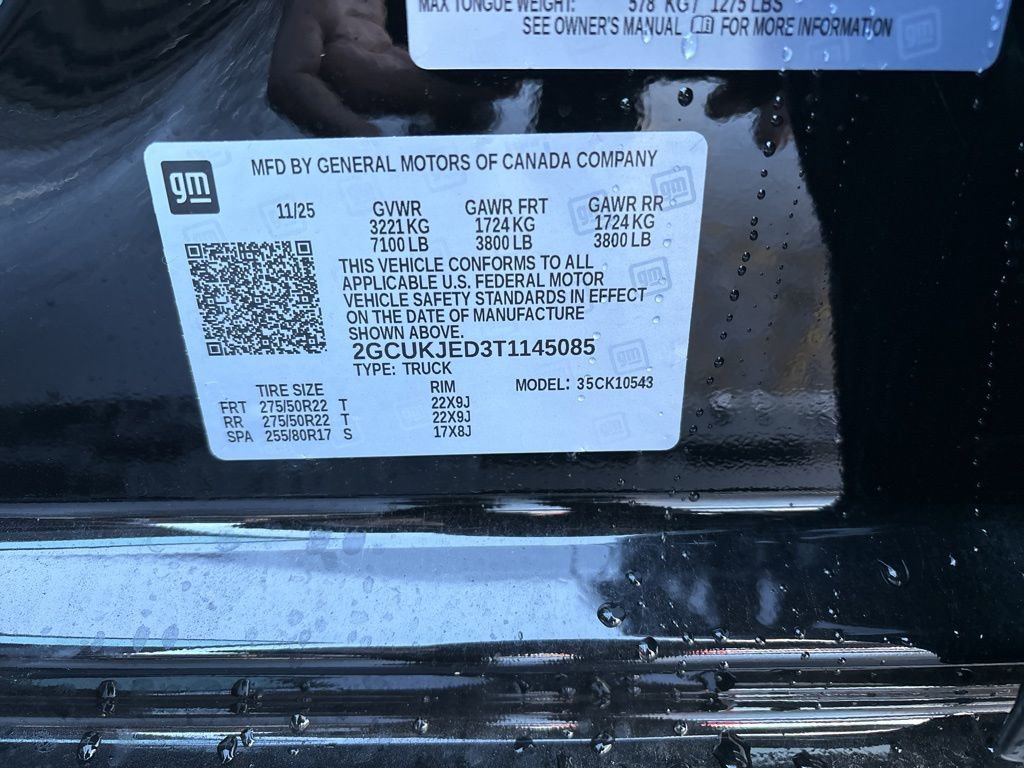 MAX TONGUE WEIGHT: 578 KG / 1275 LBS
SEE OWNER'S MANUAL FOR MORE INFORMATION
gm
MFD BY GENERAL MOTORS OF CANADA COMPANY
11/25 GVWR GAWR FRT GAWR RR
3221 KG 1724 KG 1724 KG
7100 LB 3800 LB 3800 LB
THIS VEHICLE CONFORMS TO ALL
APPLICABLE U.S. FEDERAL MOTOR
VEHICLE SAFETY STANDARDS IN EFFECT
ON THE DATE OF MANUFACTURE
SHOWN ABOVE.
2GCUKJED3T1145085
TYPE: TRUCK
TIRE SIZE RIM MODEL: 35CK10543
FRT 275/50R22 T 22X9J
RR 275/50R22 T 22X9J
SPA 255/80R17 S 17X8J